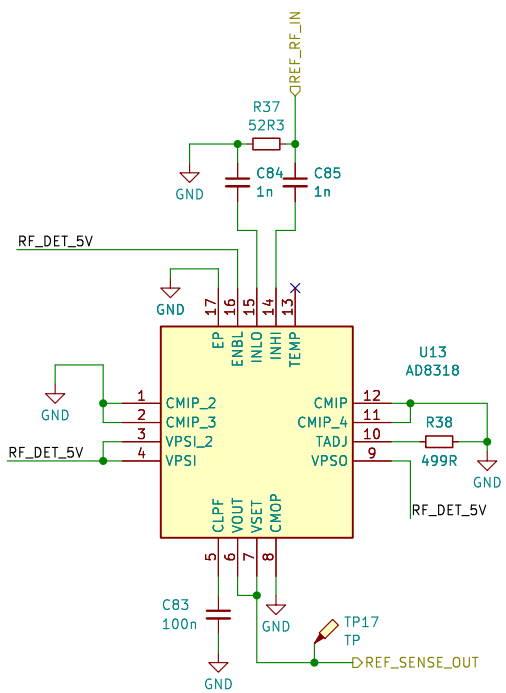 REF_RF_IN
R37
52R3
C84
1n
C85
1n
GND
RF_DET_5V
GND
17
16
15
14
13
EP
ENBL
INLO
INHI
TEMP
U13
AD8318
GND
1
CMIP_2
2
CMIP_3
3
VPSI_2
4
VPSI
RF_DET_5V
CMIP
12
CMIP_4
11
TADJ
10
VPSO
9
R38
499R
GND
RF_DET_5V
CLPF
VOUT
VSET
CMOP
5
6
7
8
C83
100n
GND
GND
TP17
TP
REF_SENSE_OUT